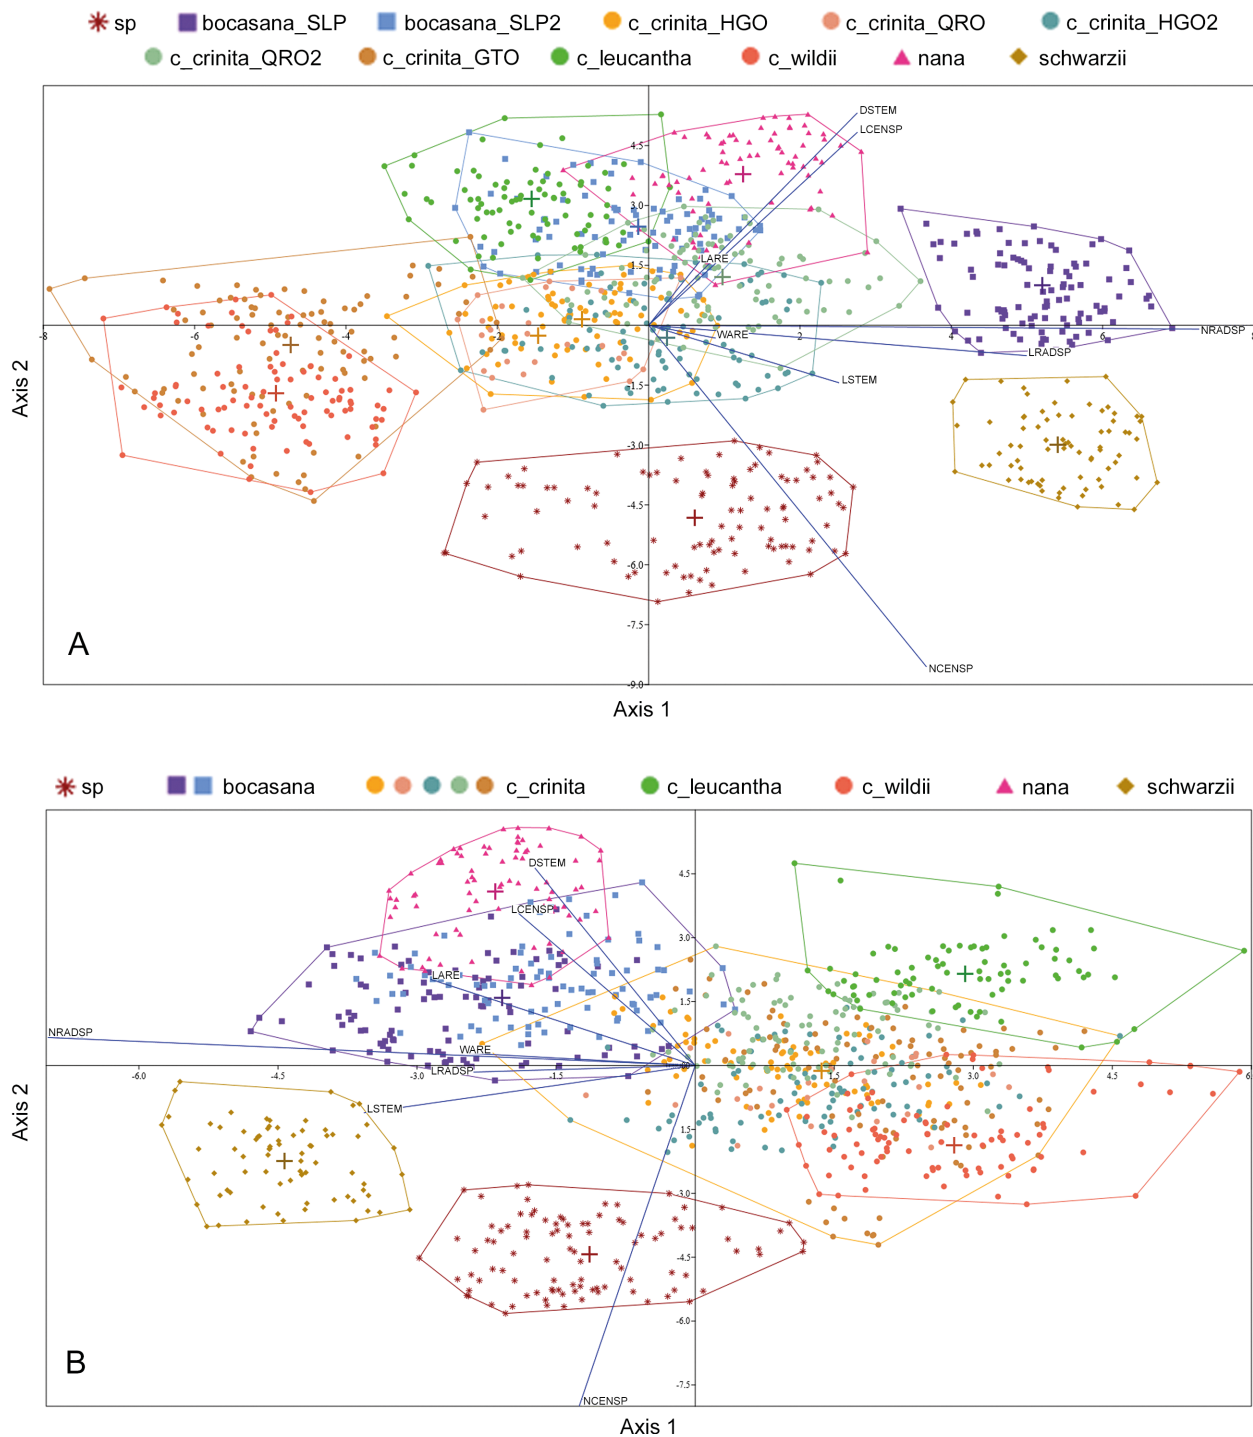 sp bocasana_SLP bocasana_SLP2 c_crinita_HGO c_crinita_QRO c_crinita_HGO2
c_crinita_QRO2 c_crinita_GTO c_leucantha c_wildii nana schwarzii
DSTEM
LCENSP
4.5
3.0
1.5
LARE
-8 -6 -4 -2 2 4 6 8
NRADSP
WARE
LRADSP
LSTEM
-1.5
-3.0
-4.5
-6.0
-7.5
NCENSP
-9.0
Axis 2
A
Axis 1
sp bocasana c_crinita c_leucantha c_wildii nana schwarzii
DSTEM
4.5
LCENSP
3.0
LARE
1.5
NRADSP
WARE
LRADSP
-6.0 -4.5 -3.0 -1.5 1.5 3.0 4.5 6.
LSTEM
1.5
3.0
-4.5
-6.0
-7.5
NCENSP
Axis 2
B
Axis 1